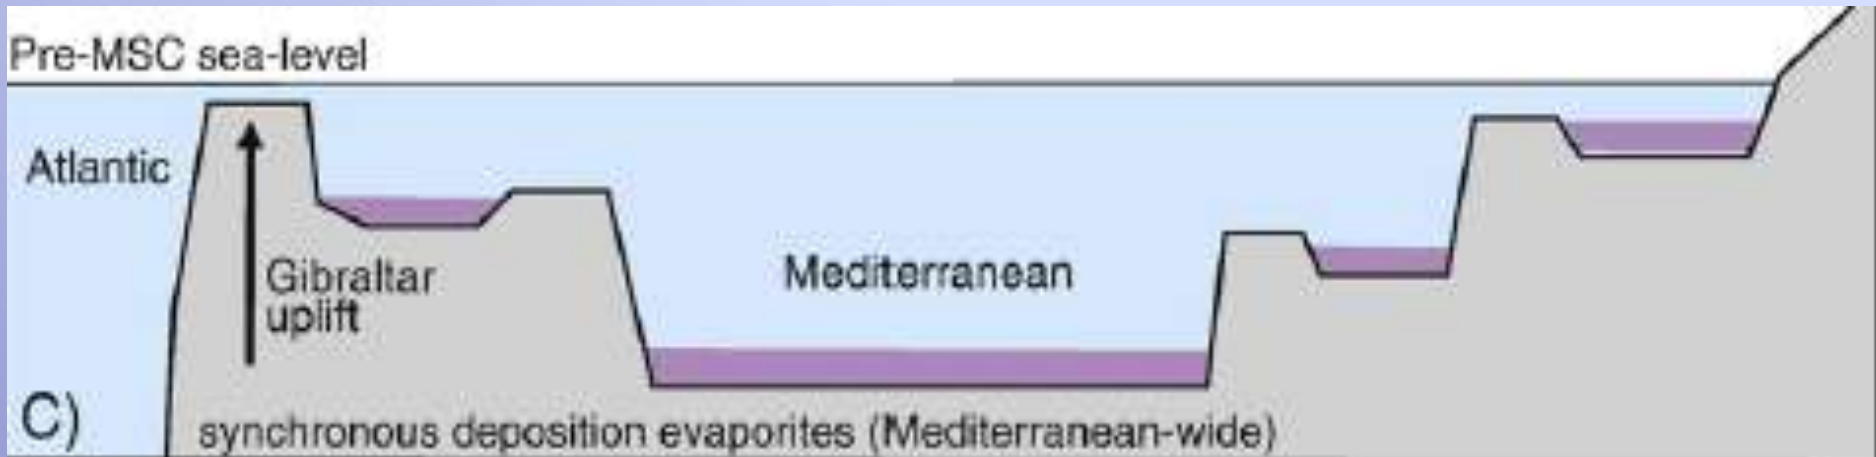 Pre-MSC sea-level
Atlantic
Gibraltar
uplift
Mediterranean
C)
synchronous deposition evaporites (Mediterranean-wide)